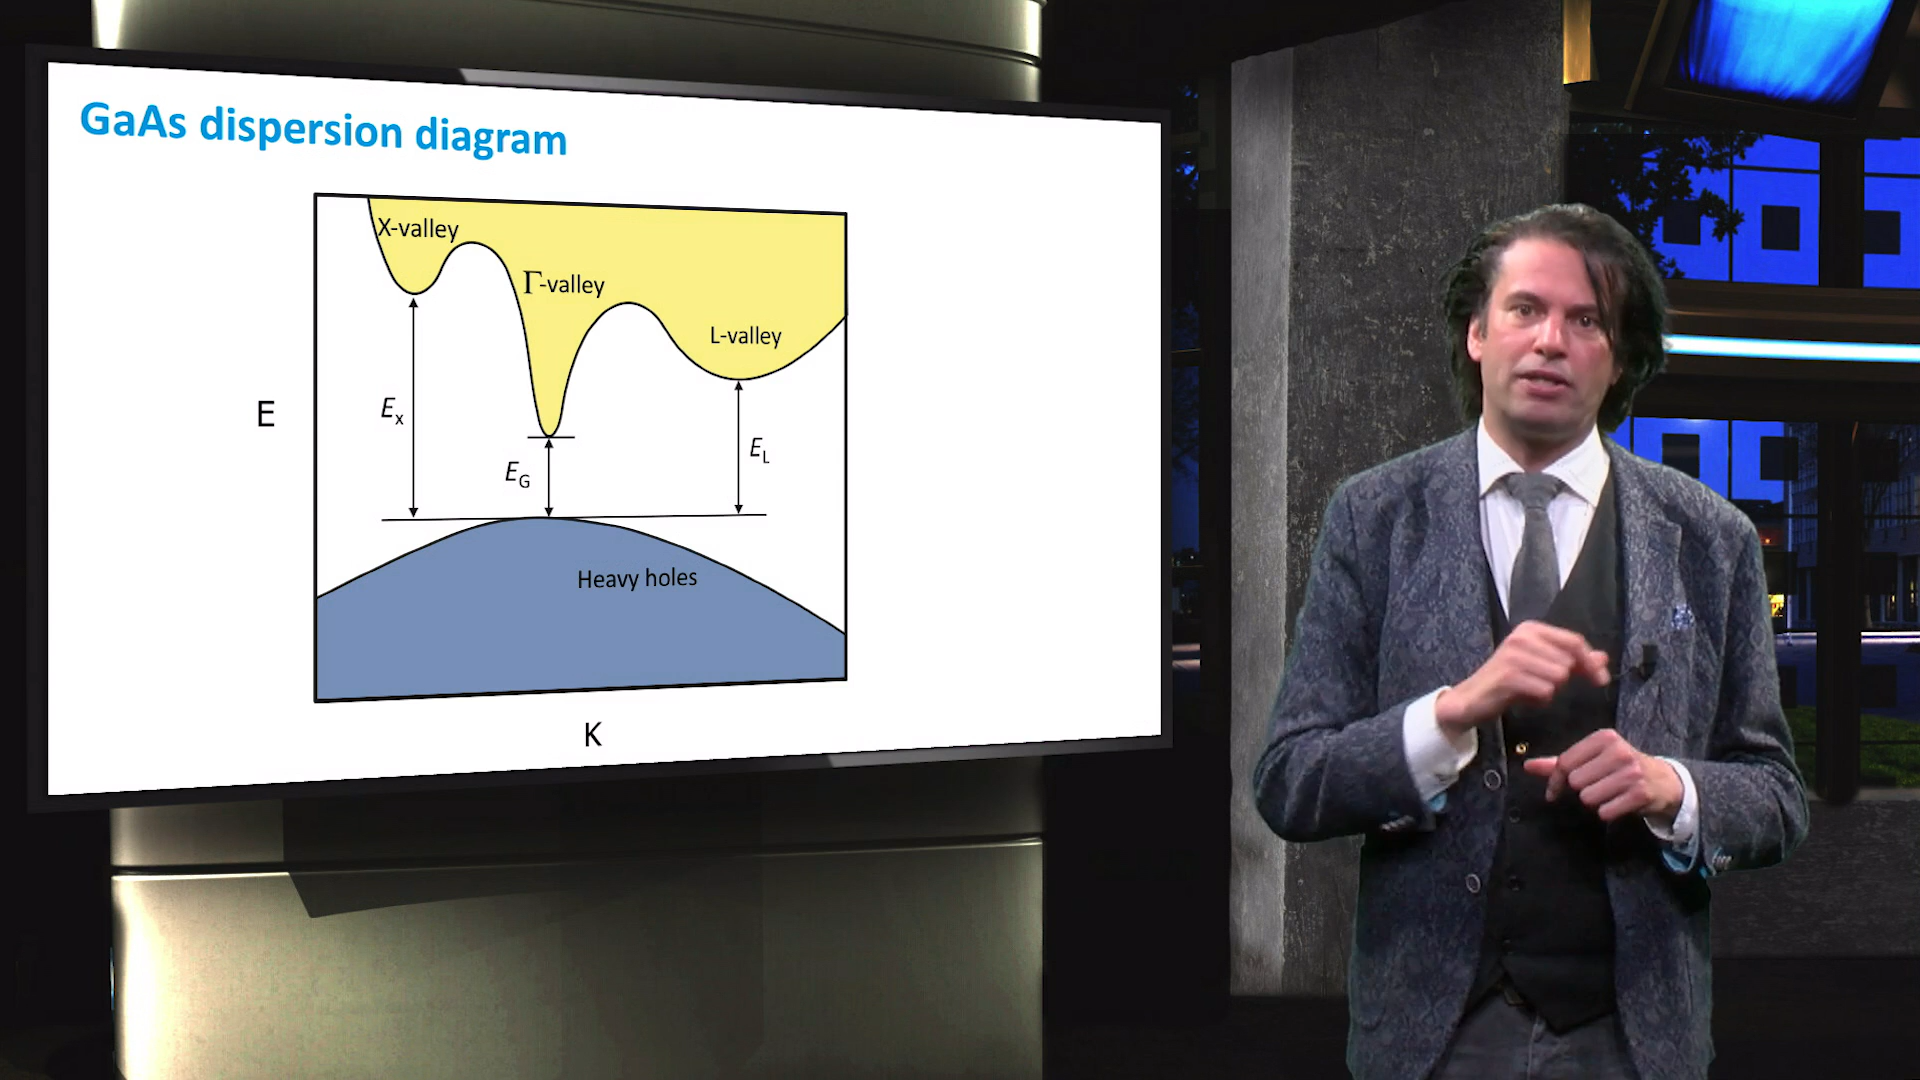 GaAs dispersion diagram
X-valley
Γ-valley
L-valley
E
Ex
EG
EL
Heavy holes
K